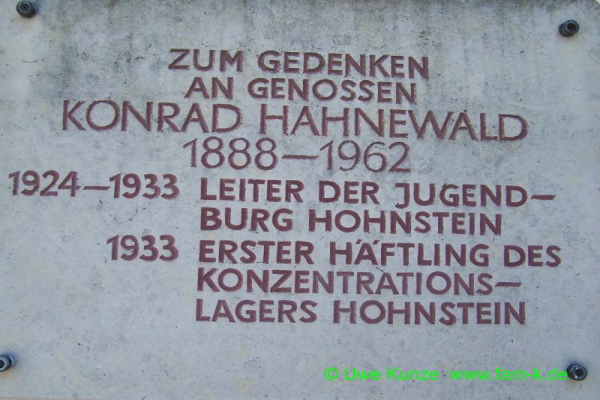 ZUM GEDENKEN
AN GENOSSEN
KONRAD HAHNEWALD
1888—1962
1924—1933 LEITER DER JUGEND—
BURG HOHNSTEIN
1933 ERSTER HÄFTLING DES
KONZENTRATIONS—
LAGERS HOHNSTEIN
© Uwe Kunze www.fam-k.de